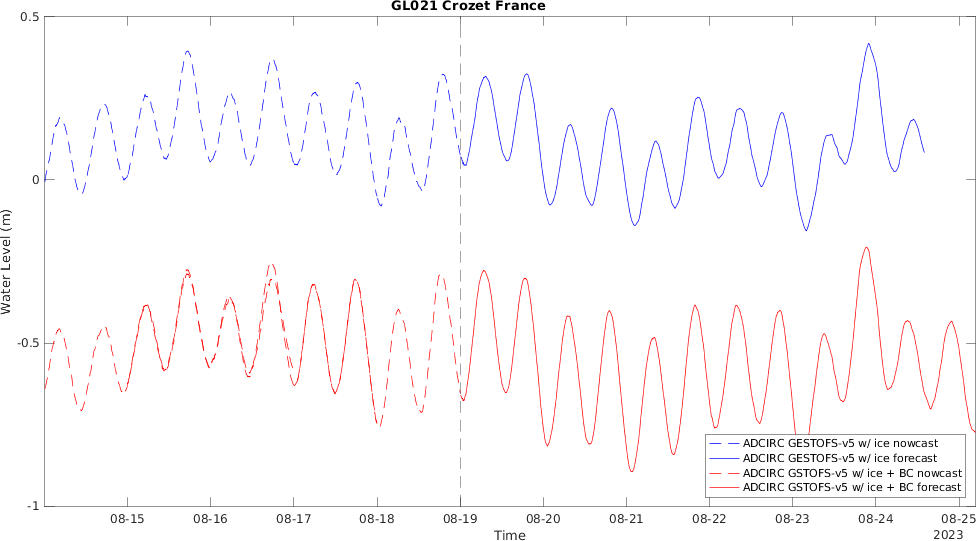 GL021 Crozet France
0.5
0
-0.5
-1
Water Level (m)
ADCIRC GESTOFS-v5 w/ ice nowcast
ADCIRC GESTOFS-v5 w/ ice forecast
ADCIRC GSTOFS-v5 w/ ice + BC nowcast
ADCIRC GSTOFS-v5 w/ ice + BC forecast
08-15 08-16 08-17 08-18 08-19 08-20 08-21 08-22 08-23 08-24 08-25
Time
2023